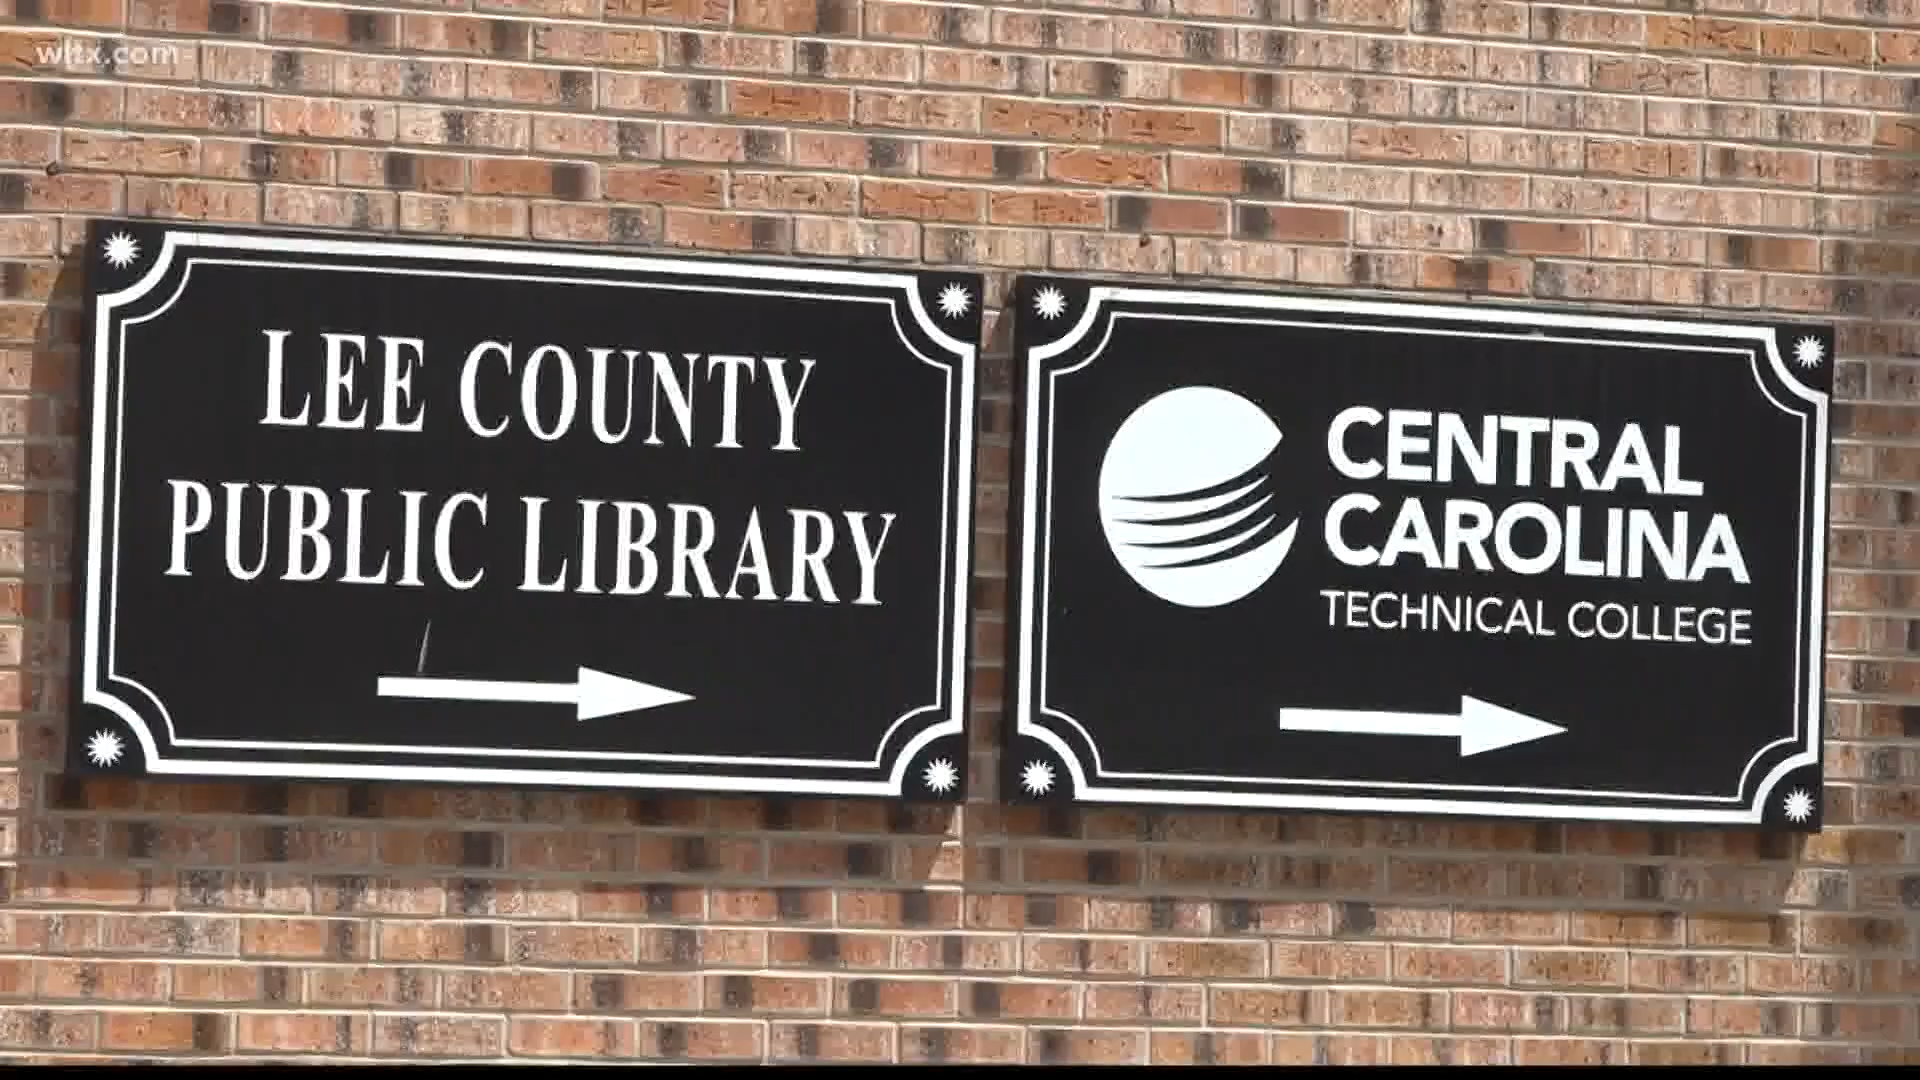 wltx.com
LEE COUNTY
PUBLIC LIBRARY
CENTRAL
CAROLINA
TECHNICAL COLLEGE